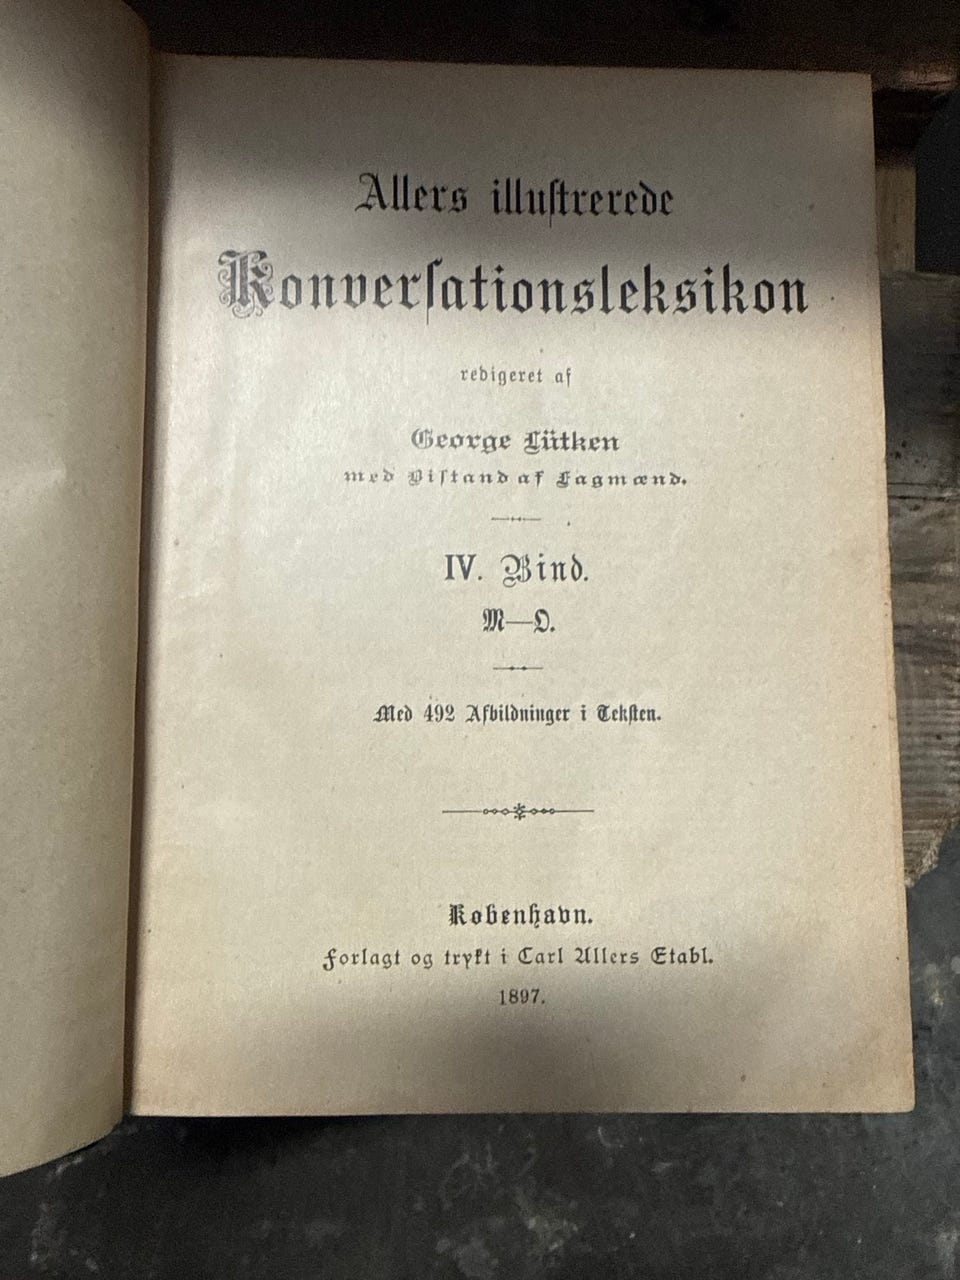 Allers illustrerede
Konversationsleksikon
redigeret af
George Lütken
med Bistand af Fagmænd.
IV. Bind.
M—O.
Med 492 Afbildninger i Teksten.
København.
Forlagt og trykt i Carl Allers Etabl.
1897.